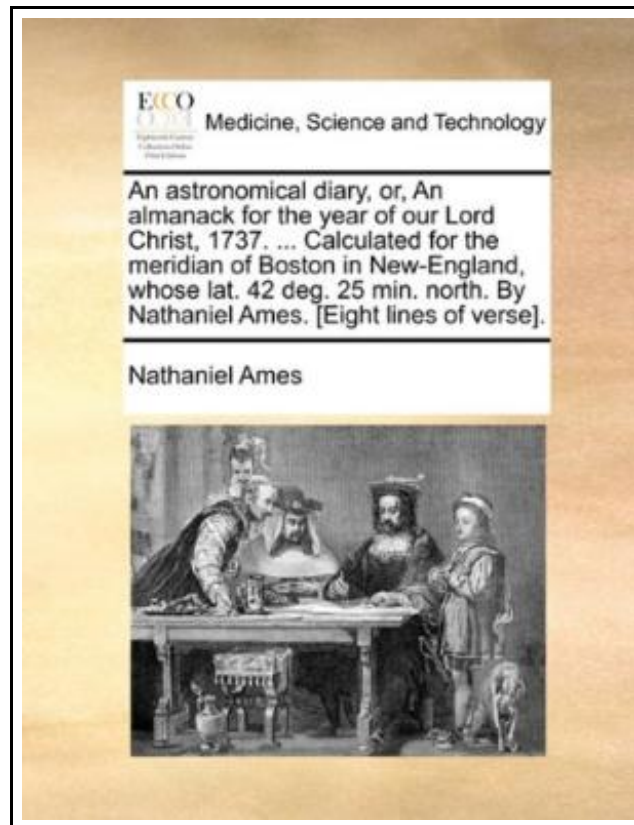 ECCO
Medicine, Science and Technology
An astronomical diary, or, An
almanack for the year of our Lord
Christ, 1737. ... Calculated for the
meridian of Boston in New-England,
whose lat. 42 deg. 25 min. north. By
Nathaniel Ames. [Eight lines of verse].
Nathaniel Ames